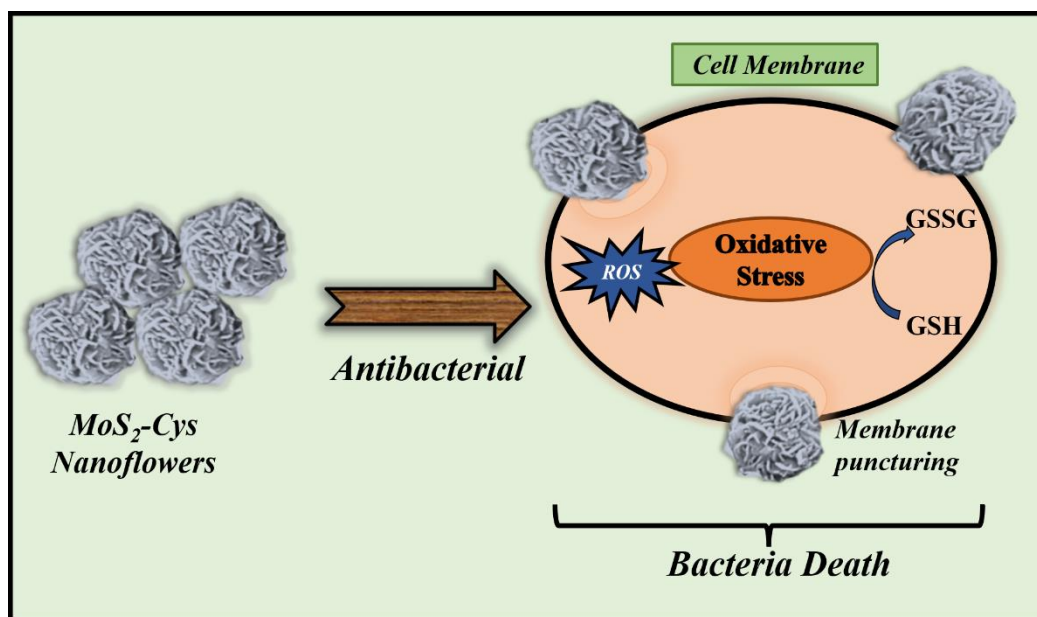 MoS₂-Cys
Nanoflowers
Antibacterial
Cell Membrane
ROS
Oxidative
Stress
GSSG
GSH
Membrane
puncturing
Bacteria Death